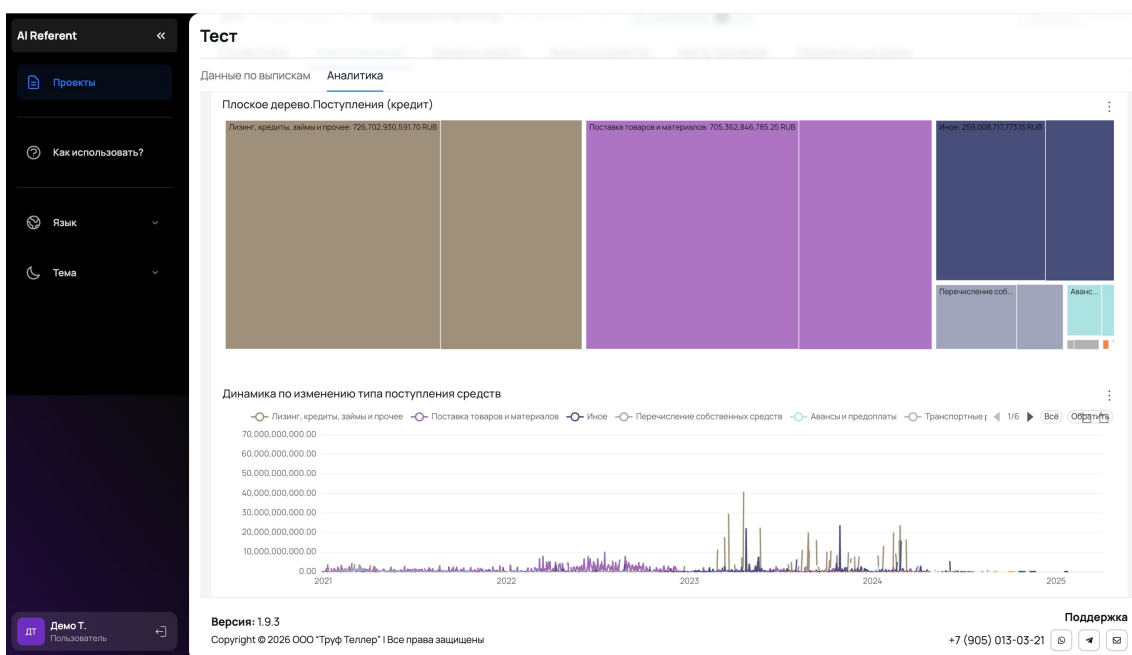 AI Referent
Проекты
Как использовать?
Язык
Тема
ДТ
Демо Т.
Пользователь
Тест
Данные по выпискам
Аналитика
Плоское дерево.Поступления (кредит)
Лизинг, кредиты, займы и прочее: 726,702,930,591.70 RUB
Поставка товаров и материалов: 705,362,846,785.25 RUB
Иное: 259,008,717,773.15 RUB
Перечисление соб...
Аванс...
Динамика по изменению типа поступления средств
Лизинг, кредиты, займы и прочее
Поставка товаров и материалов
Иное
Перечисление собственных средств
Авансы и предоплаты
Транспортные
1/6
Всё
Обратить
70,000,000,000.00
60,000,000,000.00
50,000,000,000.00
40,000,000,000.00
30,000,000,000.00
20,000,000,000.00
10,000,000,000.00
0.00
2021
2022
2023
2024
2025
Версия: 1.9.3
Copyright © 2026 ООО "Труф Теллер" | Все права защищены
Поддержка
+7 (905) 013-03-21